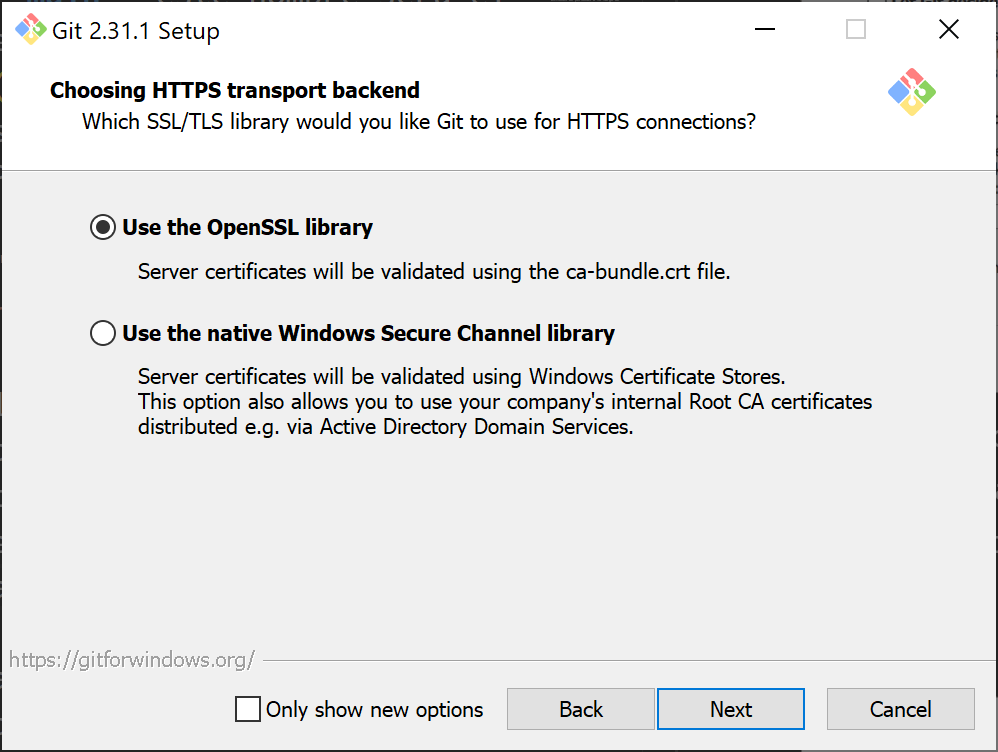 Git 2.31.1 Setup
Choosing HTTPS transport backend
Which SSL/TLS library would you like Git to use for HTTPS connections?
Use the OpenSSL library
Server certificates will be validated using the ca-bundle.crt file.
Use the native Windows Secure Channel library
Server certificates will be validated using Windows Certificate Stores.
This option also allows you to use your company's internal Root CA certificates
distributed e.g. via Active Directory Domain Services.
https://gitforwindows.org/
Only show new options
Back
Next
Cancel